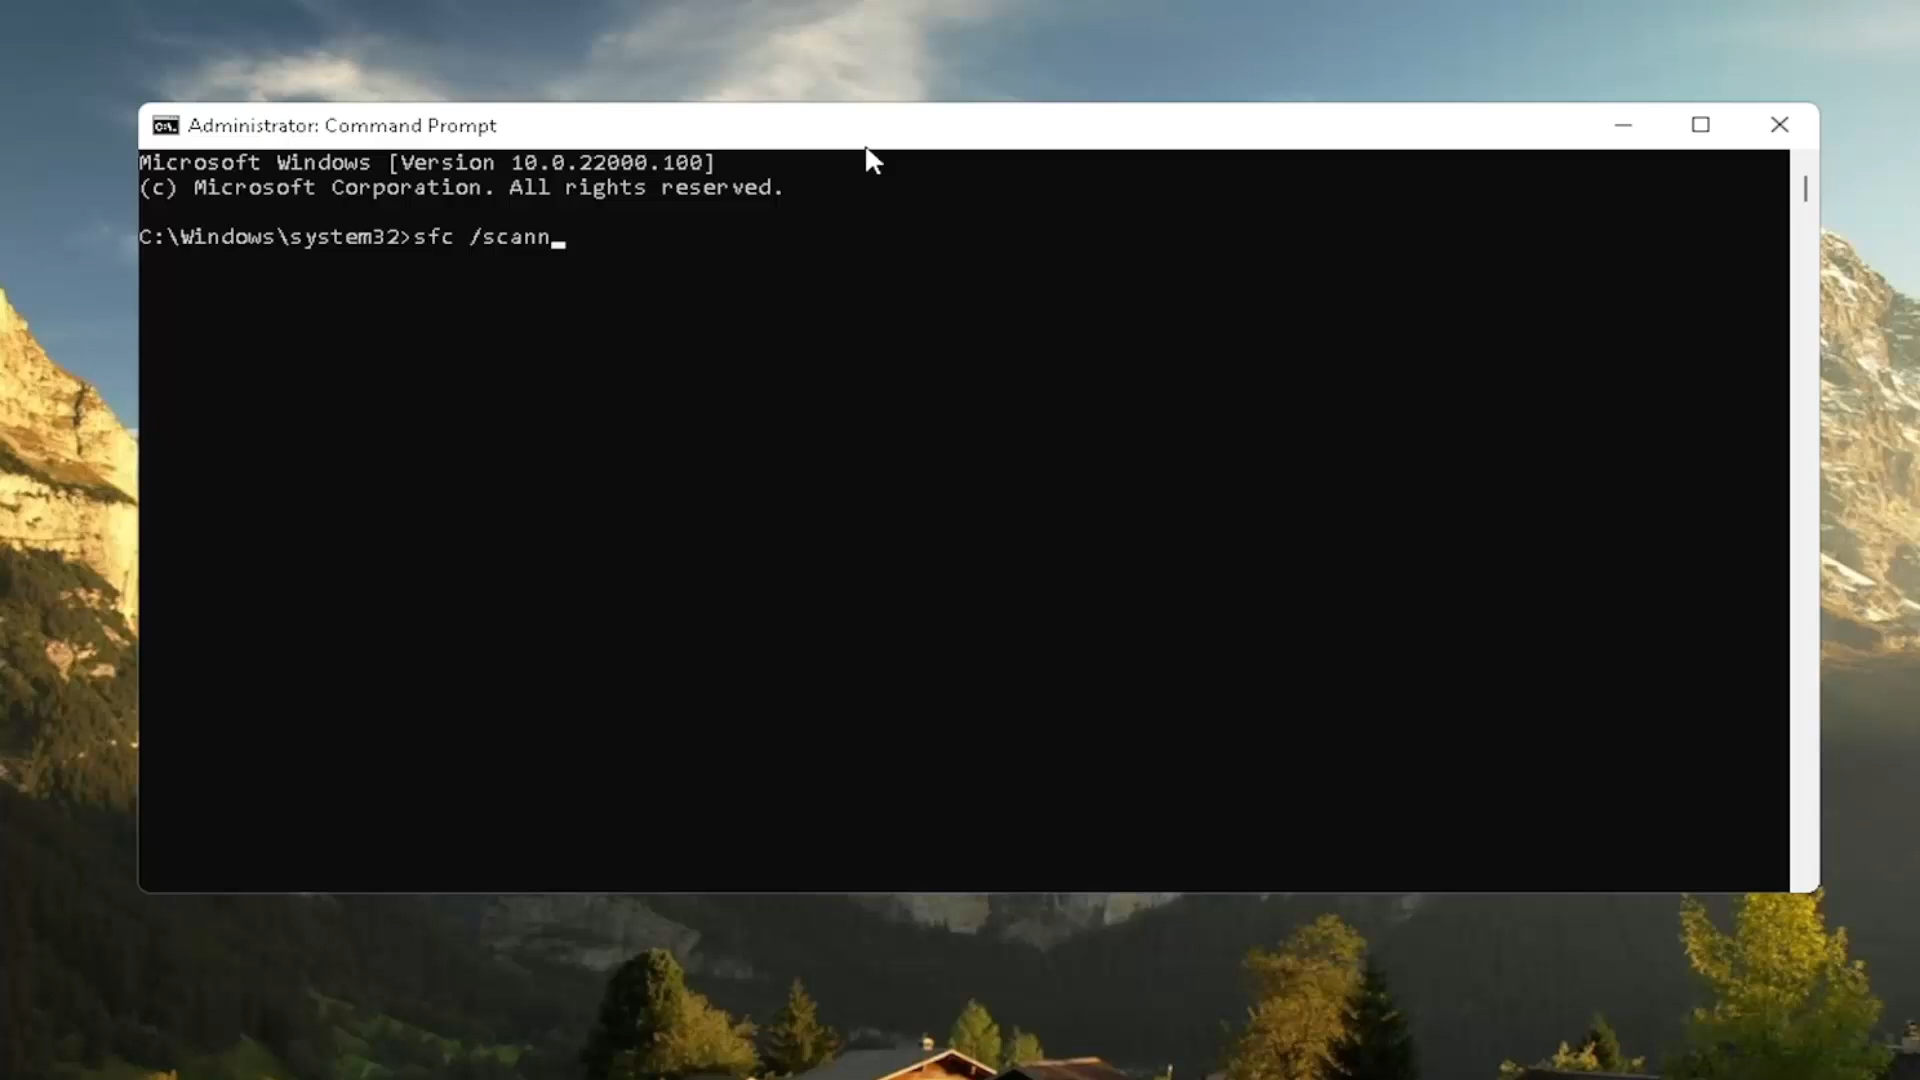 Administrator: Command Prompt
Microsoft Windows [Version 10.0.22000.100]
(c) Microsoft Corporation. All rights reserved.
C:\Windows\system32>sfc /scann